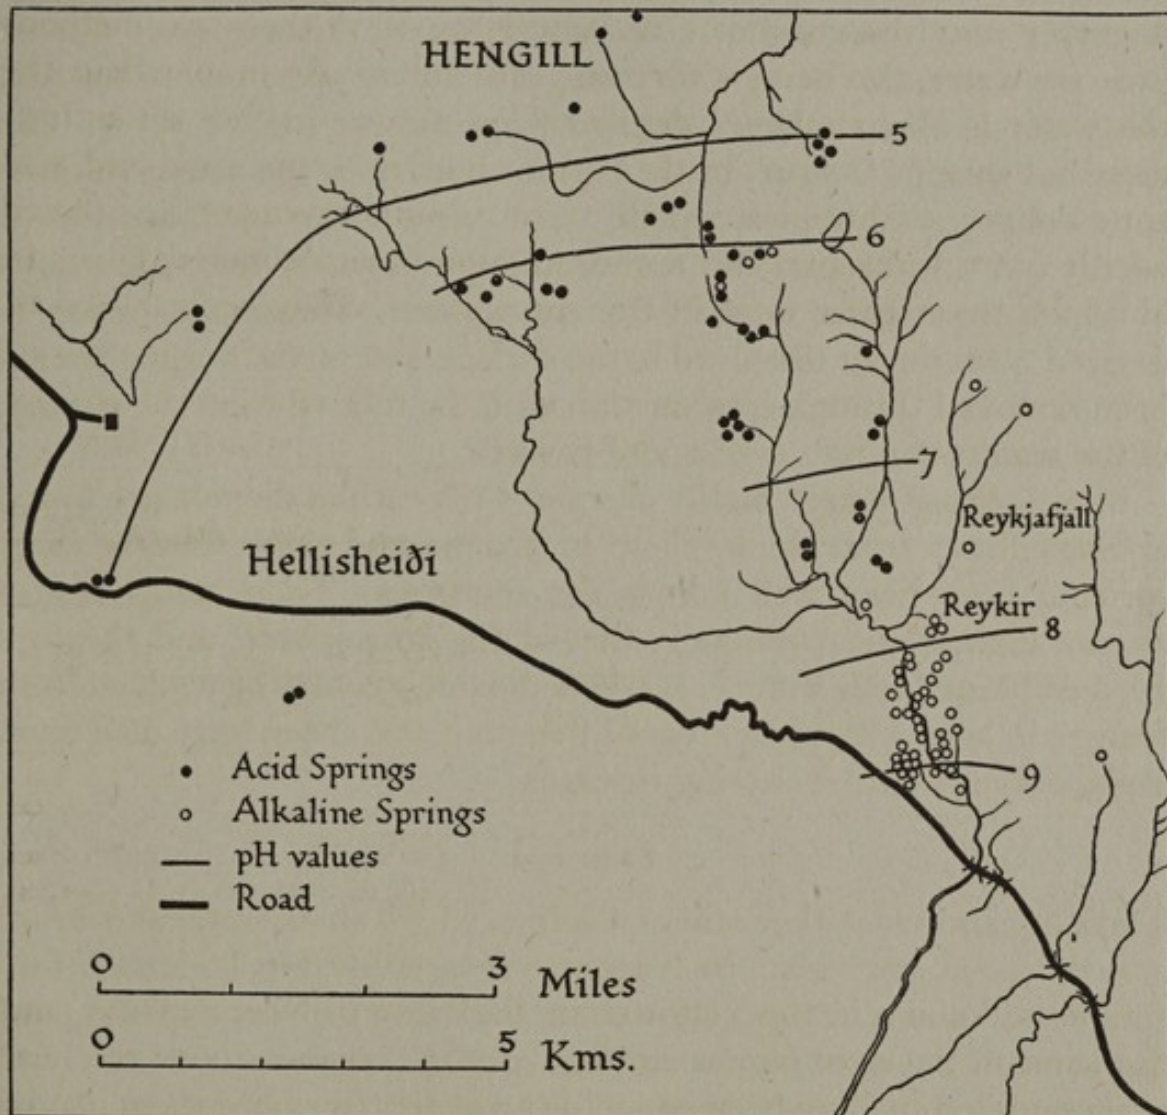 HENGILL
5
6
7
Reykjafjall
Hellisheiði
Reykir
8
9
Acid Springs
Alkaline Springs
pH values
Road
0 3 Miles
0 5 Kms.